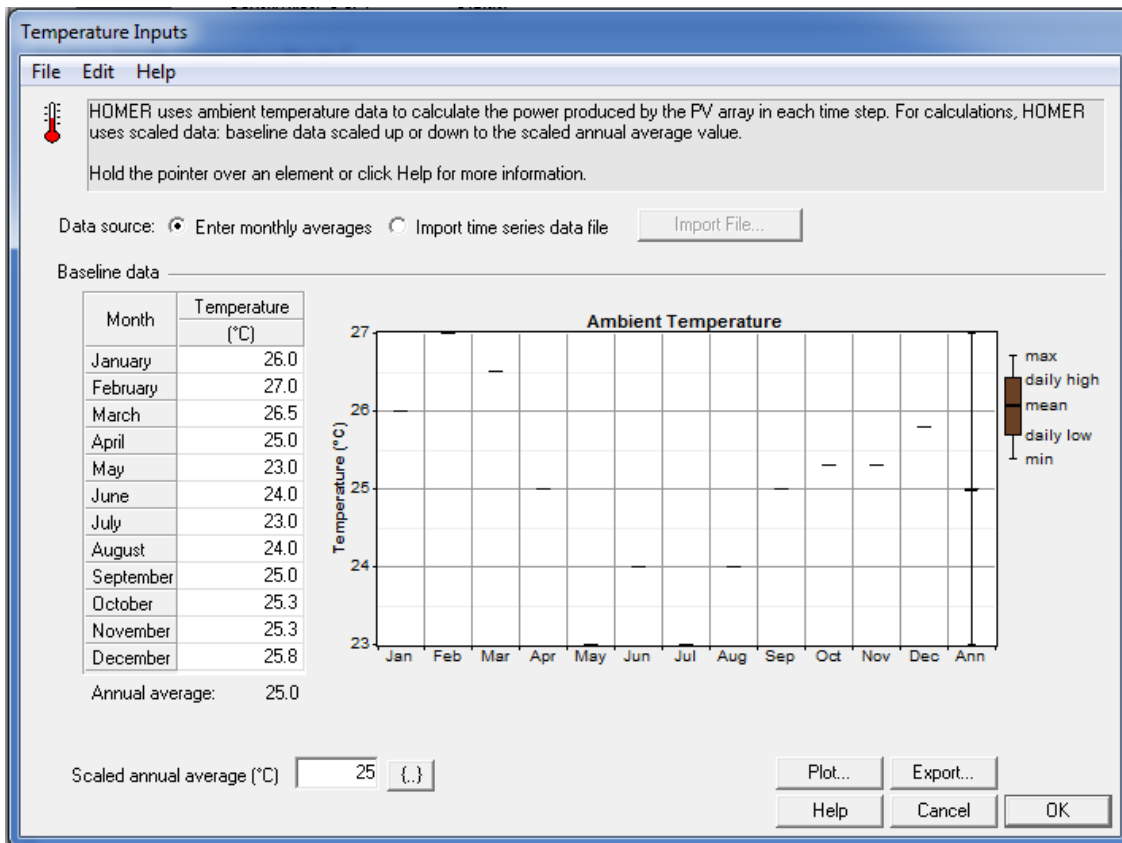 Temperature Inputs
File Edit Help
HOMER uses ambient temperature data to calculate the power produced by the PV array in each time step. For calculations, HOMER
uses scaled data: baseline data scaled up or down to the scaled annual average value.
Hold the pointer over an element or click Help for more information.
Data source: Enter monthly averages Import time series data file Import File...
Baseline data
Month Temperature
(°C)
January 26.0
February 27.0
March 26.5
April 25.0
May 23.0
June 24.0
July 23.0
August 24.0
September 25.0
October 25.3
November 25.3
December 25.8
Annual average: 25.0
Ambient Temperature
Temperature (°C)
27
26
25
24
23
Jan Feb Mar Apr May Jun Jul Aug Sep Oct Nov Dec Ann
max
daily high
mean
daily low
min
Scaled annual average (°C) 25 {..}
Plot... Export...
Help Cancel OK